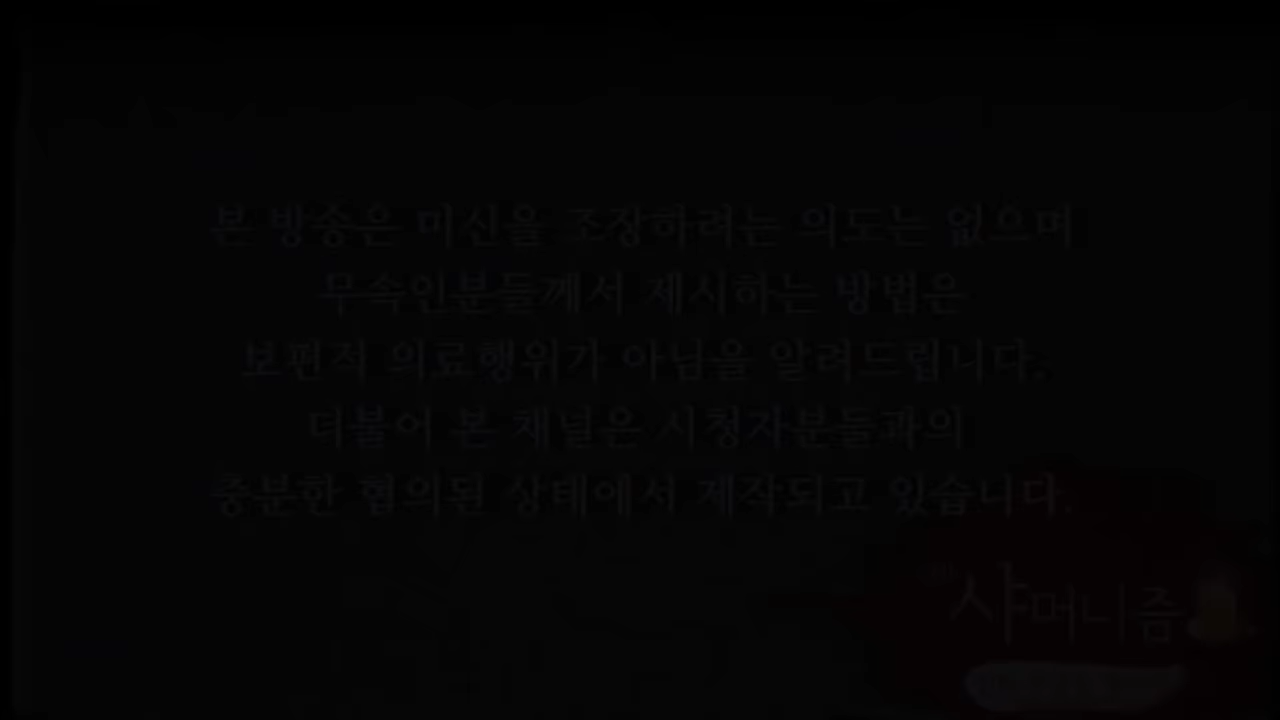 본 방송은 미신을 조장하려는 의도는 없으며
무속인분들께서 제시하는 방법은
보편적 의료행위가 아님을 알려드립니다.
더불어 본 채널은 시청자분들과의
충분한 협의된 상태에서 제작되고 있습니다.
샤머니즘